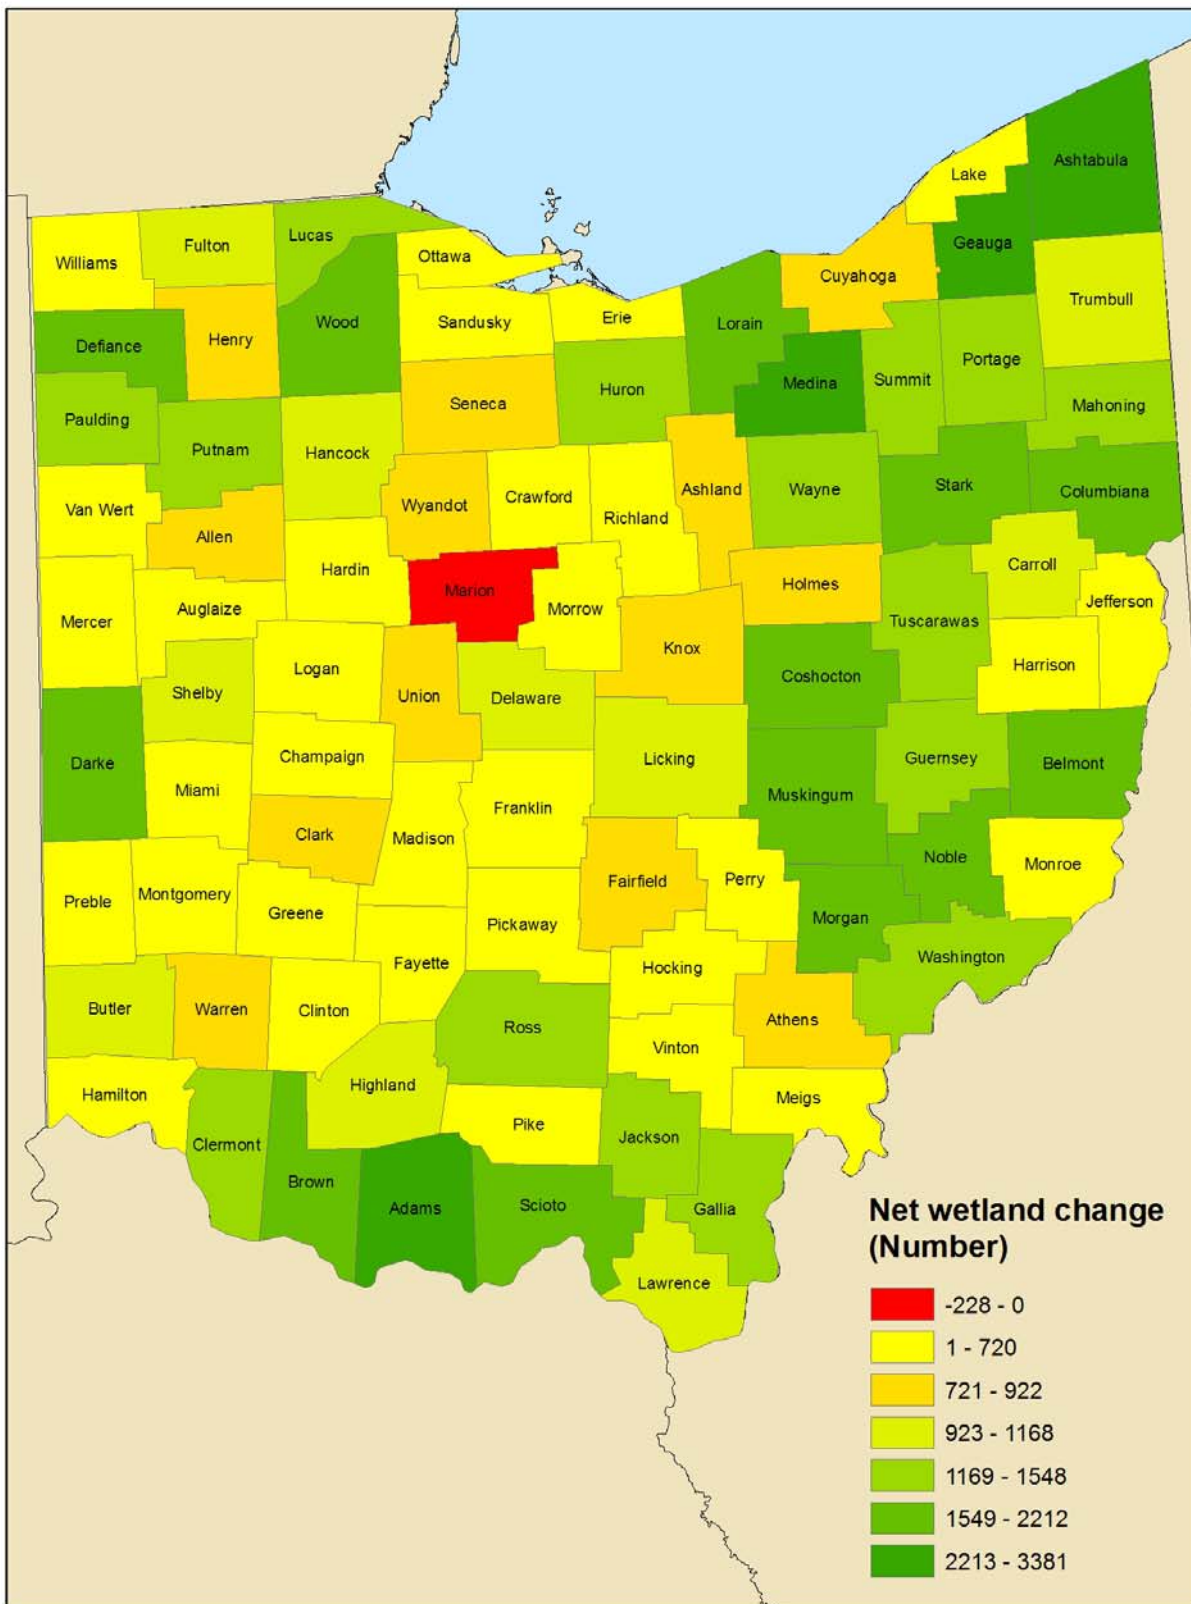 Ashtabula
Lake
Geauga
Lucas
Fulton
Ottawa
Williams
Cuyahoga
Trumbull
Wood
Sandusky
Erie
Lorain
Henry
Defiance
Portage
Summit
Medina
Huron
Seneca
Mahoning
Paulding
Putnam
Hancock
Stark
Columbiana
Ashland
Wayne
Crawford
Wyandot
Van Wert
Richland
Allen
Carroll
Hardin
Holmes
Marion
Jefferson
Auglaize
Morrow
Mercer
Tuscarawas
Knox
Harrison
Logan
Coshocton
Shelby
Union
Delaware
Champaign
Licking
Guernsey
Darke
Belmont
Miami
Muskingum
Franklin
Clark
Madison
Noble
Monroe
Fairfield
Perry
Montgomery
Preble
Greene
Morgan
Pickaway
Washington
Fayette
Hocking
Butler
Warren
Clinton
Athens
Ross
Vinton
Highland
Hamilton
Meigs
Pike
Jackson
Clermont
Brown
Adams
Scioto
Gallia
Lawrence
Net wetland change
(Number)
-228 - 0
1 - 720
721 - 922
923 - 1168
1169 - 1548
1549 - 2212
2213 - 3381